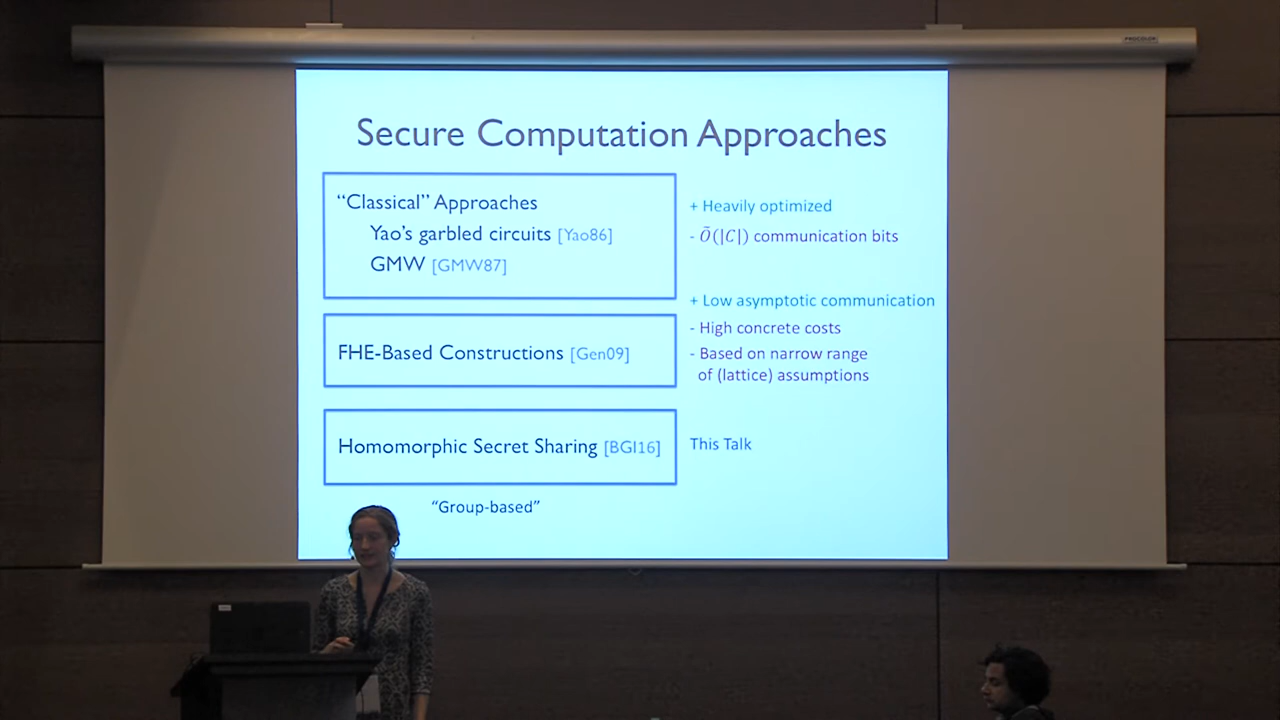 PROCOLOR
Secure Computation Approaches
“Classical” Approaches
Yao’s garbled circuits [Yao86]
GMW [GMW87]
+ Heavily optimized
- Õ(|C|) communication bits
+ Low asymptotic communication
- High concrete costs
- Based on narrow range
of (lattice) assumptions
FHE-Based Constructions [Gen09]
Homomorphic Secret Sharing [BGI16]
This Talk
“Group-based”